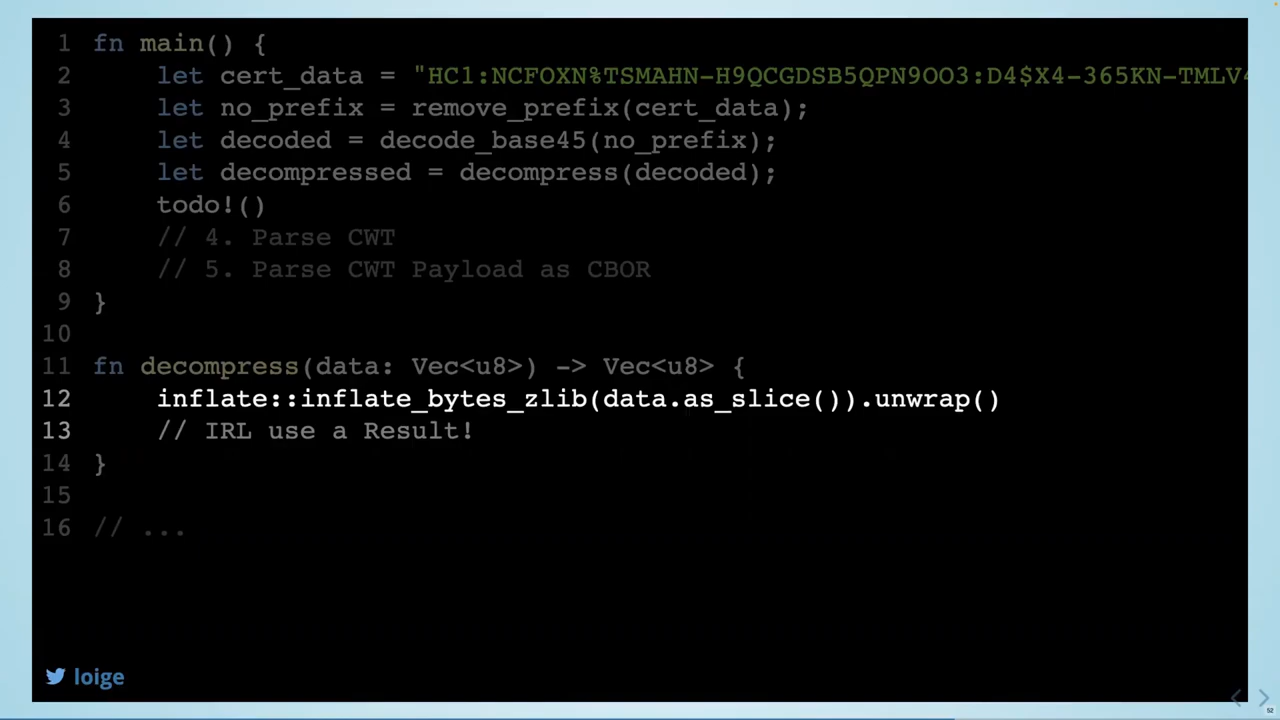 1 fn main() {
2 let cert_data = "HC1:NCFOXN%TSMAHN-H9QCGDSB5QPN9OO3:D4$X4-365KN-TMLV4
3 let no_prefix = remove_prefix(cert_data);
4 let decoded = decode_base45(no_prefix);
5 let decompressed = decompress(decoded);
6 todo!()
7 // 4. Parse CWT
8 // 5. Parse CWT Payload as CBOR
9 }
10
11 fn decompress(data: Vec<u8>) -> Vec<u8> {
12 inflate::inflate_bytes_zlib(data.as_slice()).unwrap()
13 // IRL use a Result!
14 }
15
16 // ...
loige
52